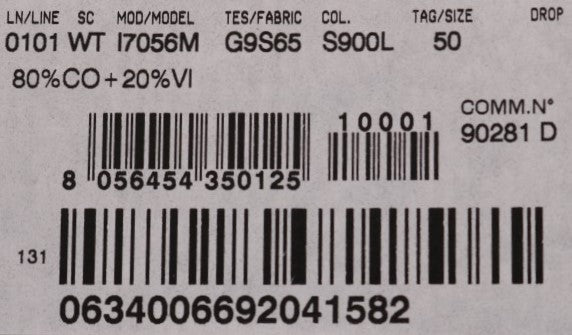 LN/LINE SC MOD/MODEL TES/FABRIC COL. TAG/SIZE DROP
0101 WT I7056M G9S65 S900L 50
80%CO+20%VI
COMM.N°
90281 D
10001
8 056454 350125
131
0634006692041582